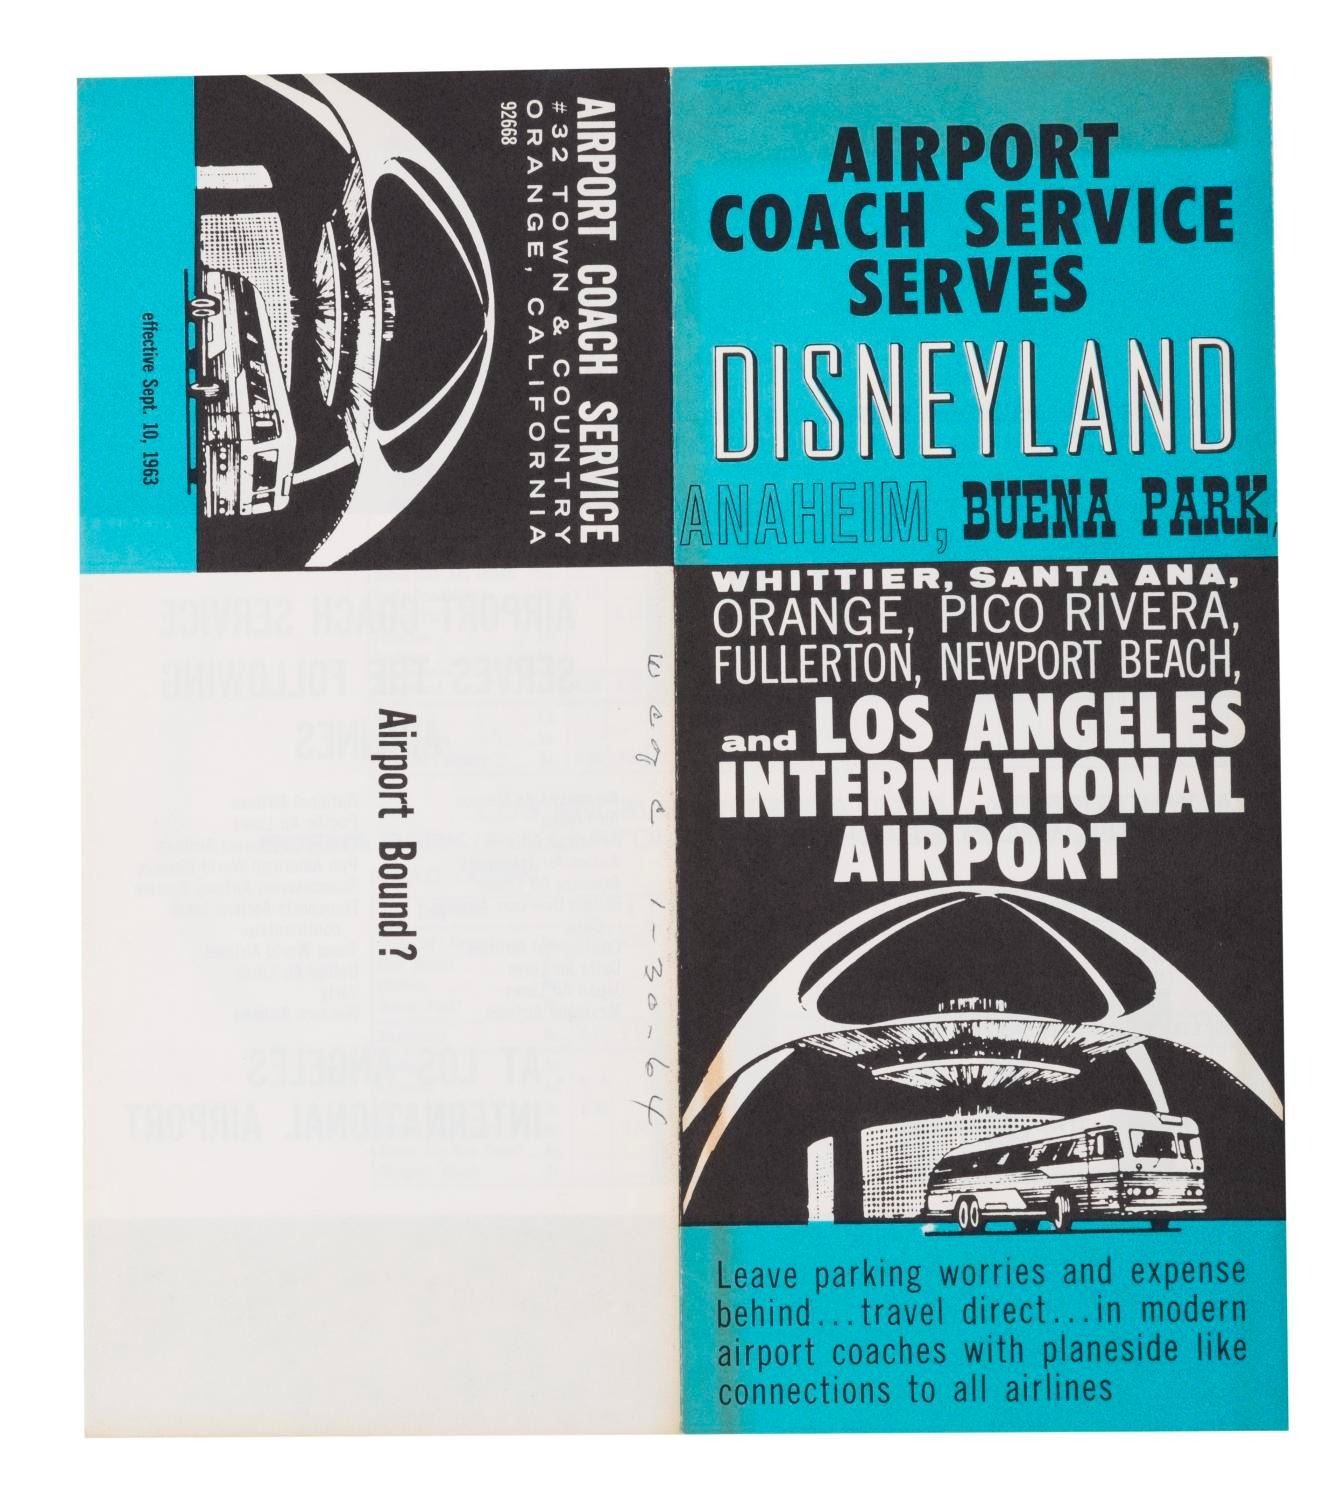 AIRPORT COACH SERVICE
#32 TOWN & COUNTRY
ORANGE, CALIFORNIA
92668
effective Sept. 10, 1963
Airport Bound?
1-30-64
AIRPORT
COACH SERVICE
SERVES
DISNEYLAND
ANAHEIM, BUENA PARK,
WHITTIER, SANTA ANA,
ORANGE, PICO RIVERA,
FULLERTON, NEWPORT BEACH,
and LOS ANGELES
INTERNATIONAL
AIRPORT
Leave parking worries and expense
behind...travel direct...in modern
airport coaches with planeside like
connections to all airlines